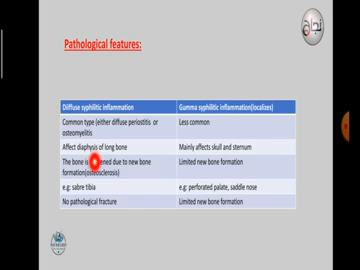 نجاح
Pathological features:
Diffuse syphilitic inflammation Gumma syphilitic inflammation(localizes)
Common type (either diffuse periostitis or Less common
osteomyelitis
Affect diaphysis of long bone Mainly affects skull and sternum
The bone is ened due to new bone Limited new bone formation
formation(osteosclerosis)
e.g: sabre tibia e.g: perforated palate, saddle nose
No pathological fracture Limited new bone formation